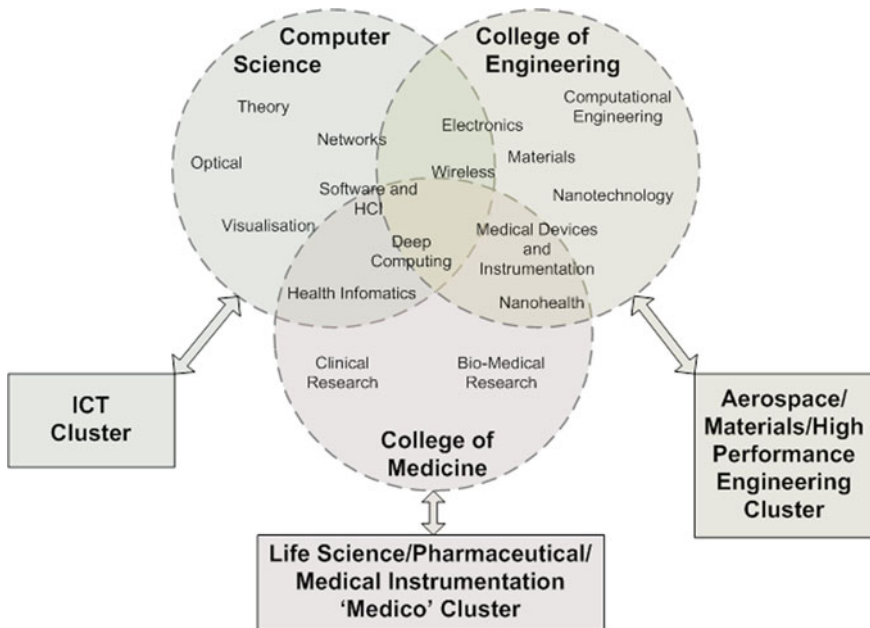 Computer
Science
College of
Engineering
Theory
Networks
Optical
Software and
HCI
Visualisation
Electronics
Wireless
Computational
Engineering
Materials
Nanotechnology
Deep
Computing
Medical Devices
and
Instrumentation
Health Infomatics
Nanohealth
Clinical
Research
Bio-Medical
Research
College of
Medicine
ICT
Cluster
Aerospace/
Materials/High
Performance
Engineering
Cluster
Life Science/Pharmaceutical/
Medical Instrumentation
‘Medico’ Cluster